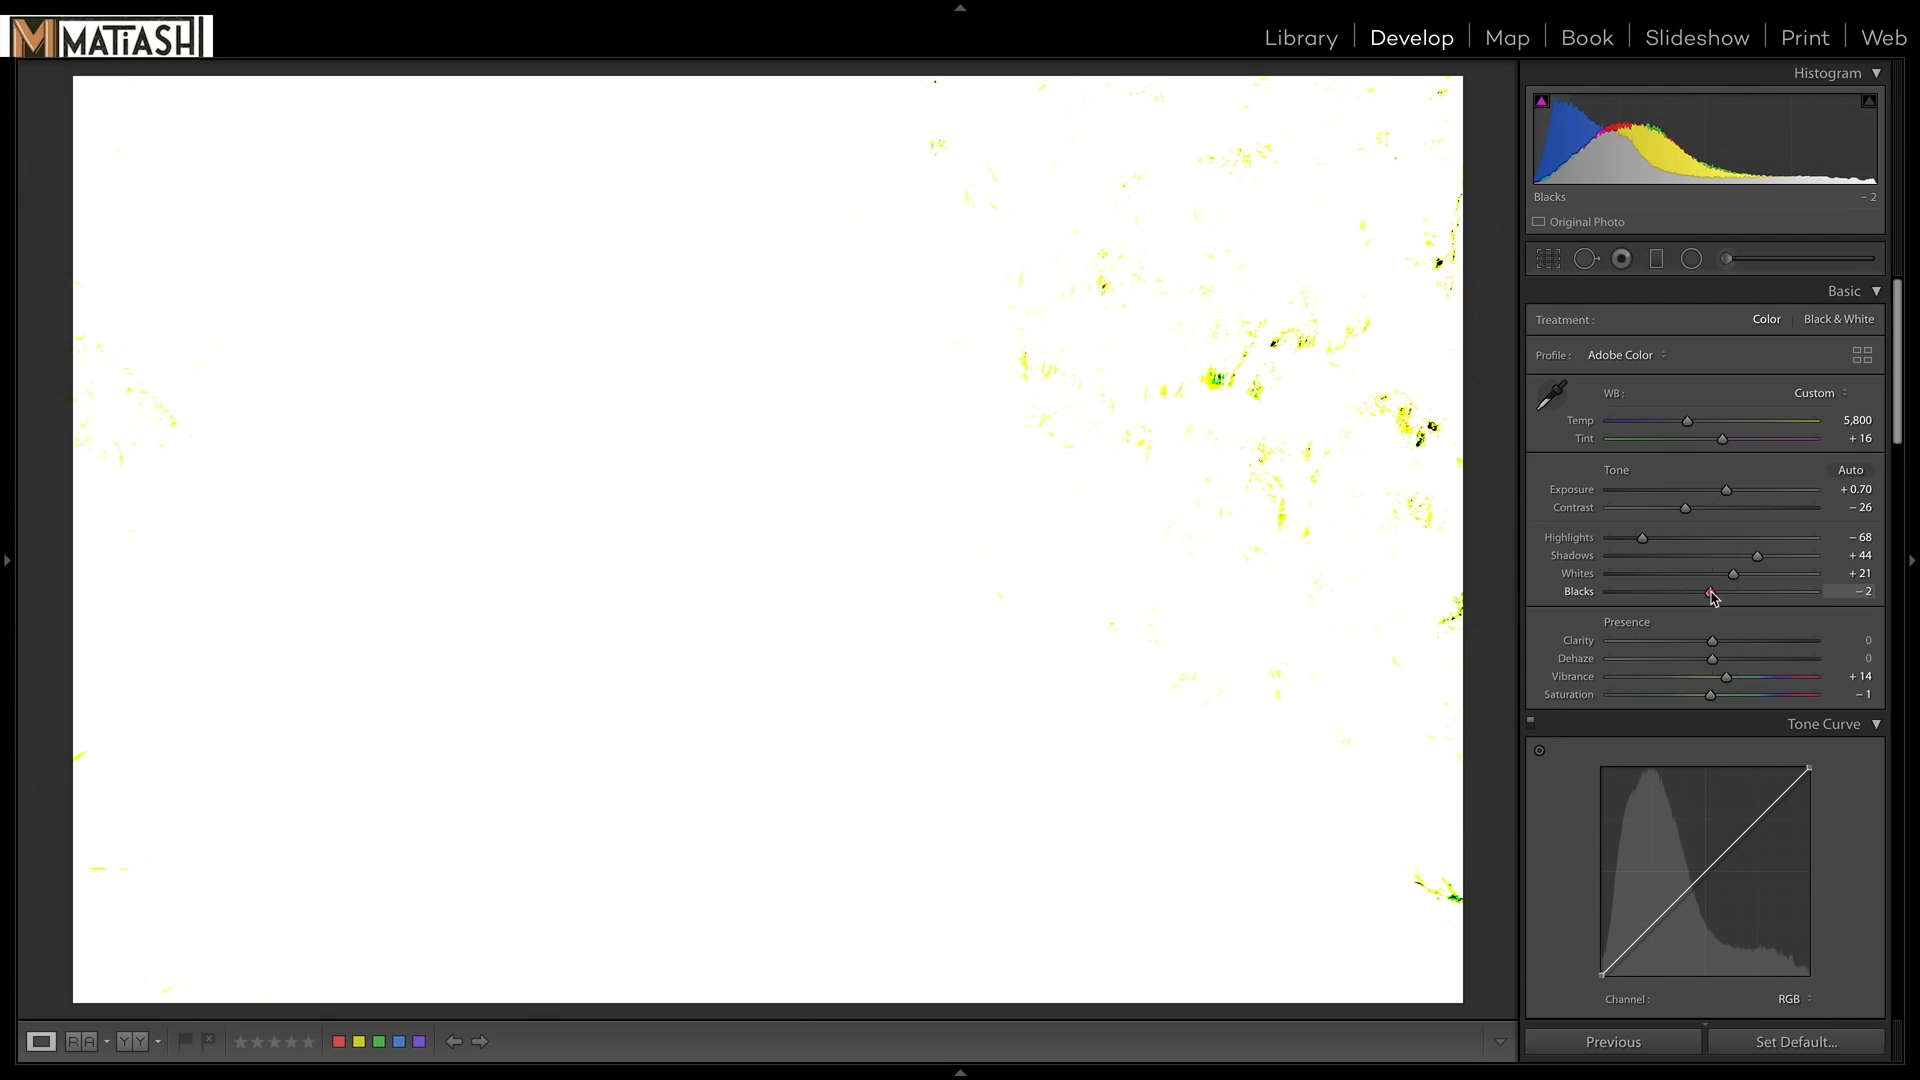 M MATIASH
Library | Develop | Map | Book | Slideshow | Print | Web
Histogram
Blacks - 2
Original Photo
Basic
Treatment : Color | Black & White
Profile : Adobe Color
WB : Custom
Temp 5,800
Tint + 16
Tone Auto
Exposure + 0.70
Contrast - 26
Highlights - 68
Shadows + 44
Whites + 21
Blacks - 2
Presence
Clarity 0
Dehaze 0
Vibrance + 14
Saturation - 1
Tone Curve
Channel : RGB
R A Y Y
Previous Set Default...